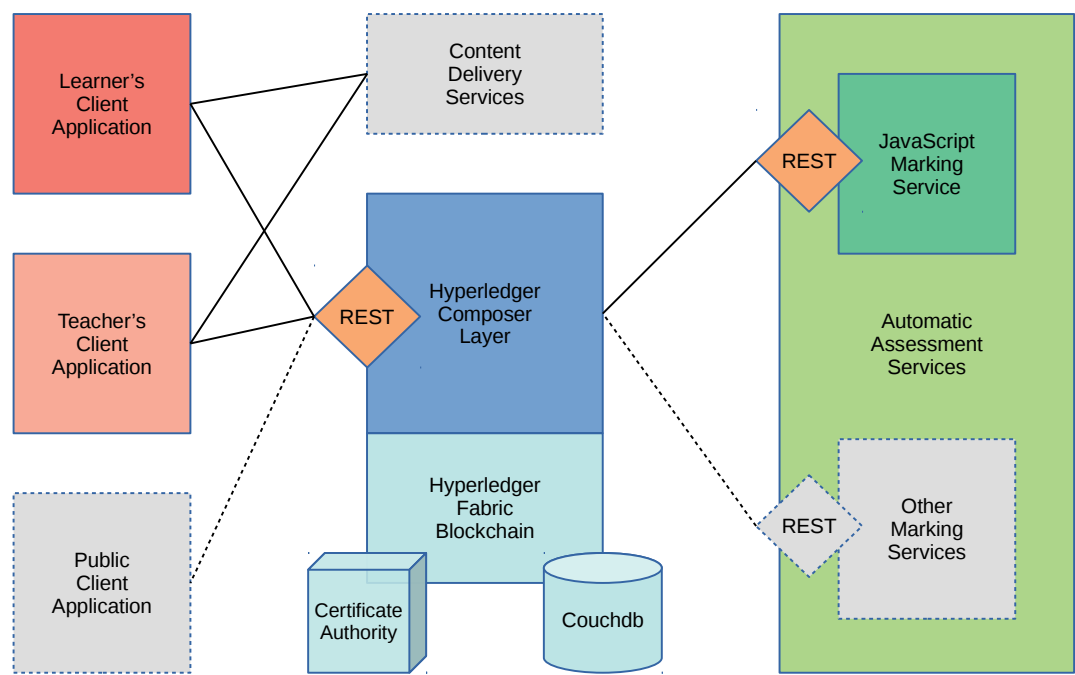 Learner’s
Client
Application
Content
Delivery
Services
REST
JavaScript
Marking
Service
Teacher’s
Client
Application
REST
Hyperledger
Composer
Layer
Automatic
Assessment
Services
Hyperledger
Fabric
Blockchain
REST
Other
Marking
Services
Public
Client
Application
Certificate
Authority
Couchdb